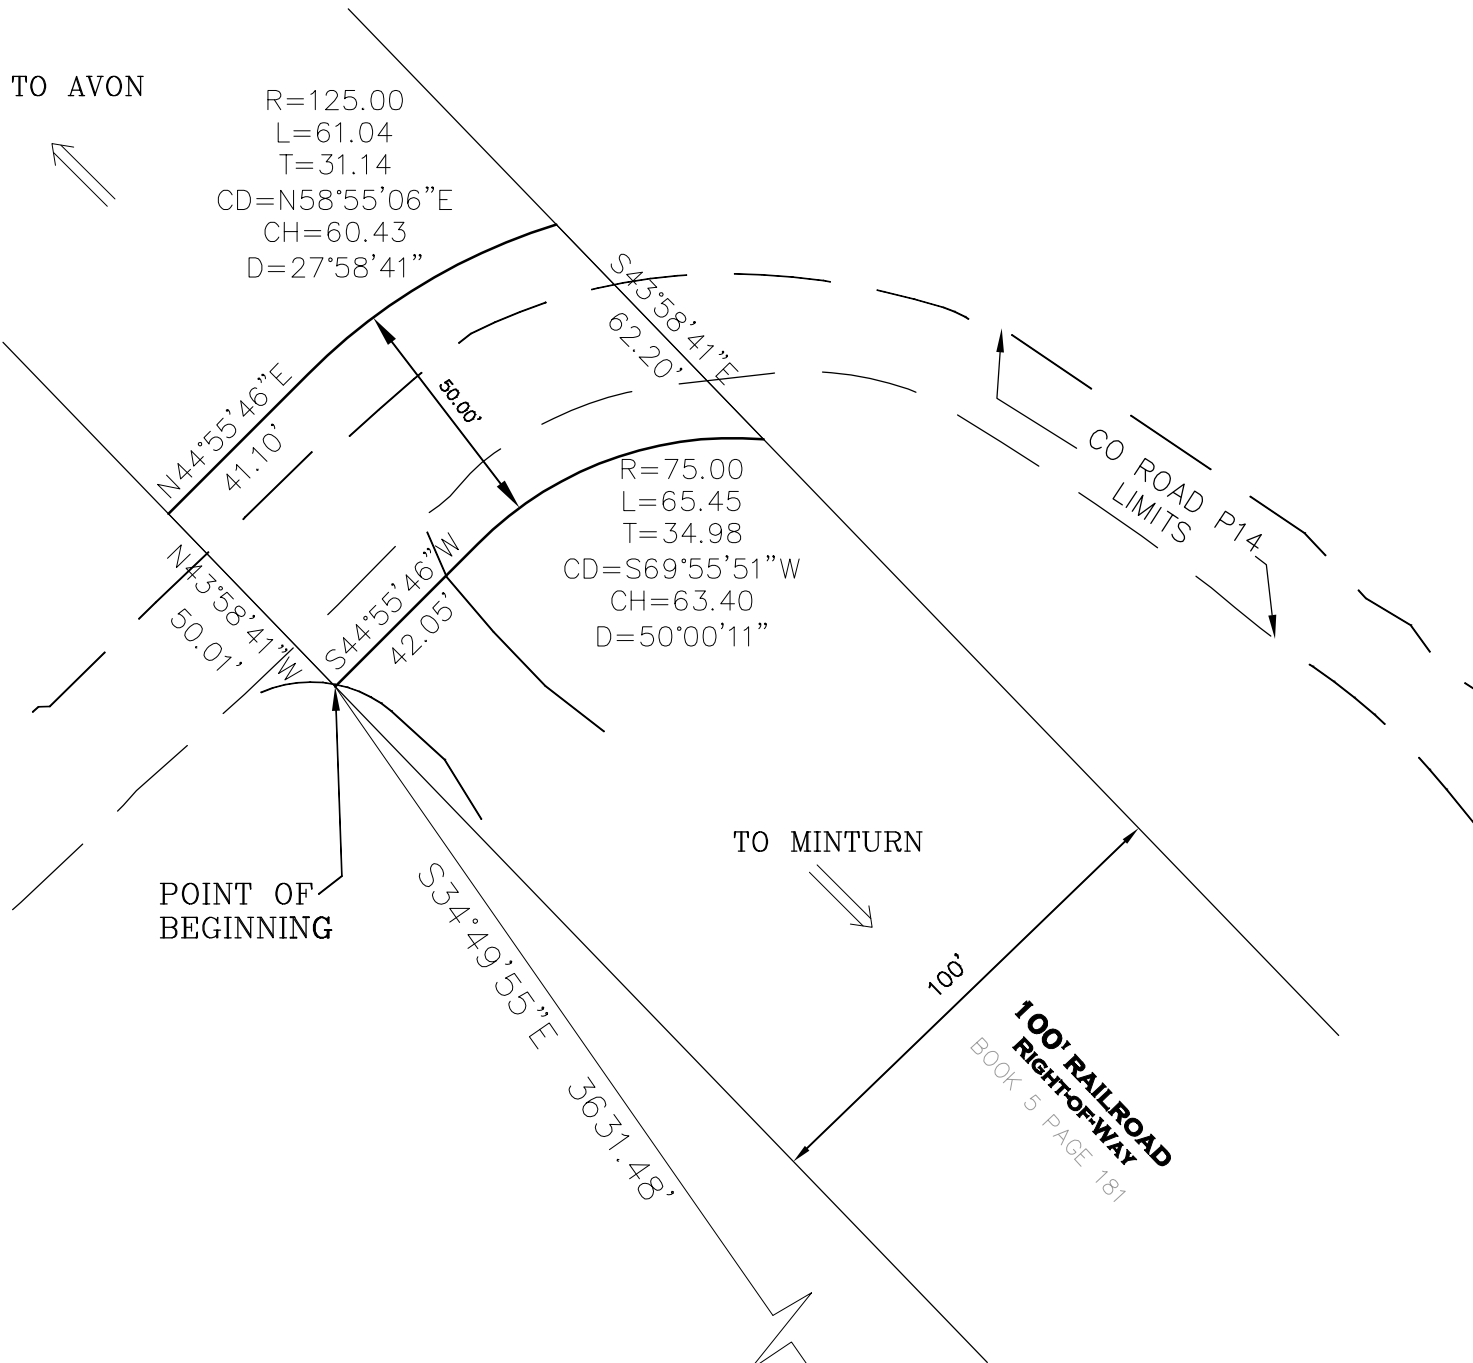 TO AVON
R=125.00
L=61.04
T=31.14
CD=N58°55'06"E
CH=60.43
D=27°58'41"
S43°58'41"E
62.20'
N44°55'46"E
41.10'
50.00'
CO ROAD P14
LIMITS
R=75.00
L=65.45
T=34.98
CD=S69°55'51"W
CH=63.40
D=50°00'11"
N43°58'41"W
50.01'
S44°55'46"W
42.05'
POINT OF
BEGINNING
TO MINTURN
S34°49'55"E 3631.48'
100'
100' RAILROAD
RIGHT-OF-WAY
BOOK 5 PAGE 181